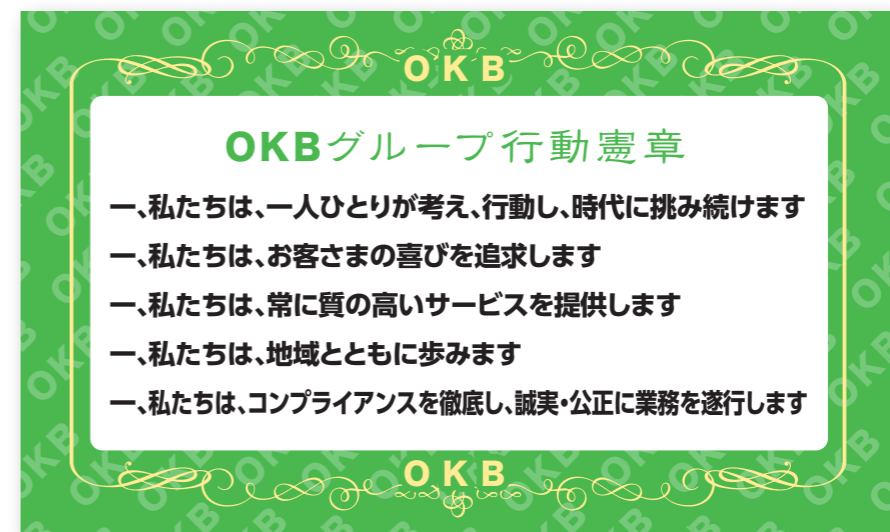 OKB
OKBグループ行動憲章
一、私たちは、一人ひとりが考え、行動し、時代に挑み続けます
一、私たちは、お客さまの喜びを追求します
一、私たちは、常に質の高いサービスを提供します
一、私たちは、地域とともに歩みます
一、私たちは、コンプライアンスを徹底し、誠実・公正に業務を遂行します
OKB